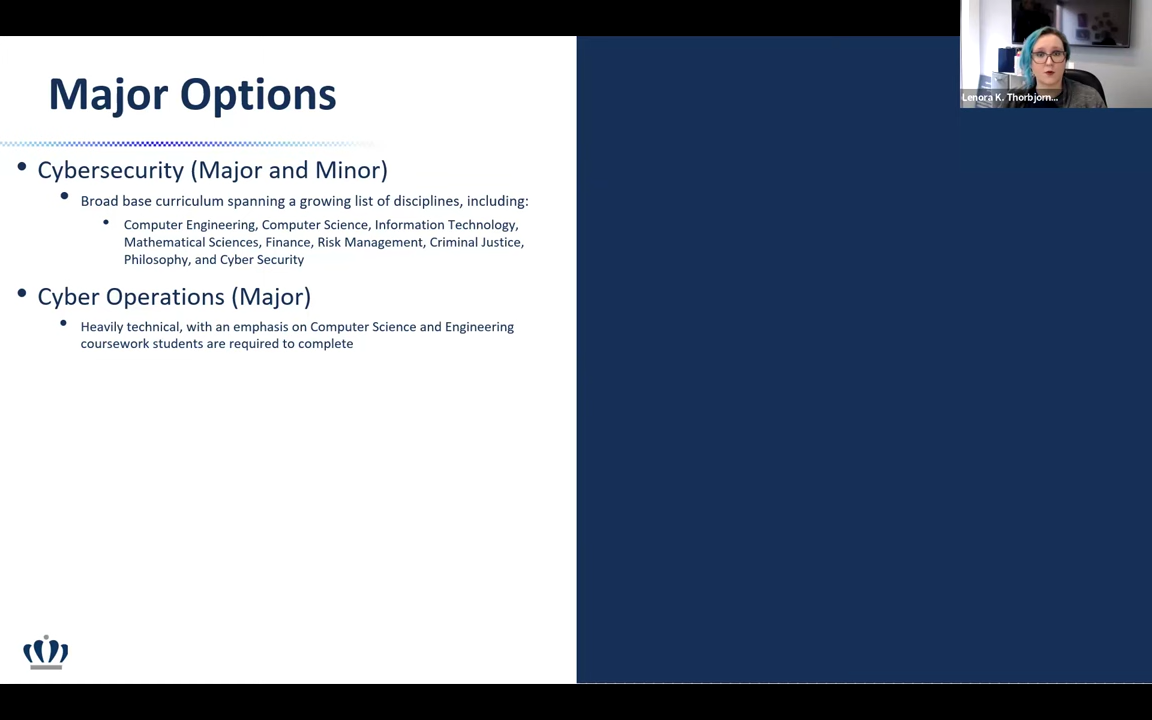 Major Options
Cybersecurity (Major and Minor)
Broad base curriculum spanning a growing list of disciplines, including:
Computer Engineering, Computer Science, Information Technology,
Mathematical Sciences, Finance, Risk Management, Criminal Justice,
Philosophy, and Cyber Security
Cyber Operations (Major)
Heavily technical, with an emphasis on Computer Science and Engineering
coursework students are required to complete
Lenora K. Thorbjorn...